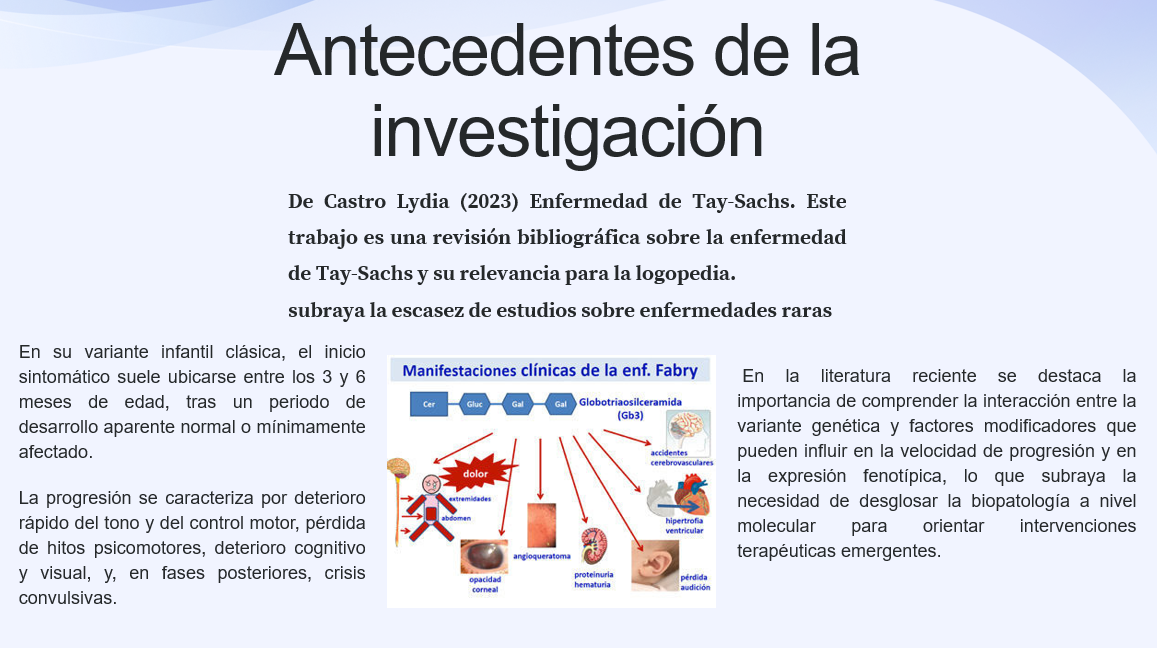 Antecedentes de la
investigación
De Castro Lydia (2023) Enfermedad de Tay-Sachs. Este
trabajo es una revisión bibliográfica sobre la enfermedad
de Tay-Sachs y su relevancia para la logopedia.
subraya la escasez de estudios sobre enfermedades raras
En su variante infantil clásica, el inicio
sintomático suele ubicarse entre los 3 y 6
meses de edad, tras un periodo de
desarrollo aparente normal o mínimamente
afectado.
La progresión se caracteriza por deterioro
rápido del tono y del control motor, pérdida
de hitos psicomotores, deterioro cognitivo
y visual, y, en fases posteriores, crisis
convulsivas.
Manifestaciones clínicas de la enf. Fabry
Cer
Gluc
Gal
Gal
Globotriaosilceramida
(Gb3)
accidentes
cerebrovasculares
dolor
extremidades
abdomen
hipertrofia
ventricular
angioqueratoma
opacidad
corneal
proteinuria
hematuria
pérdida
audición
En la literatura reciente se destaca la
importancia de comprender la interacción entre la
variante genética y factores modificadores que
pueden influir en la velocidad de progresión y en
la expresión fenotípica, lo que subraya la
necesidad de desglosar la biopatología a nivel
molecular para orientar intervenciones
terapéuticas emergentes.